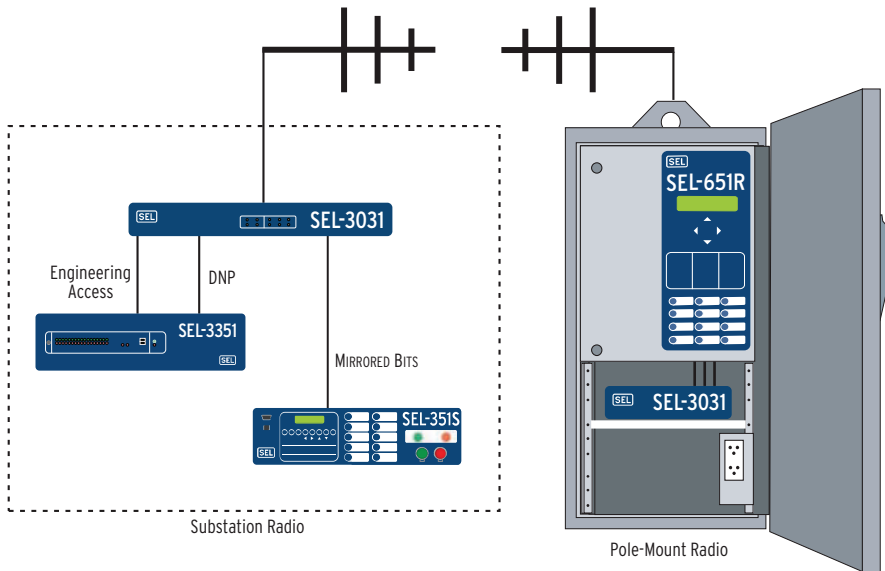 SEL
SEL-3031
Engineering
Access
DNP
SEL-3351
SEL
MIRRORED BITS
SEL-351S
SEL
Substation Radio
SEL
SEL-651R
SEL
SEL-3031
Pole-Mount Radio